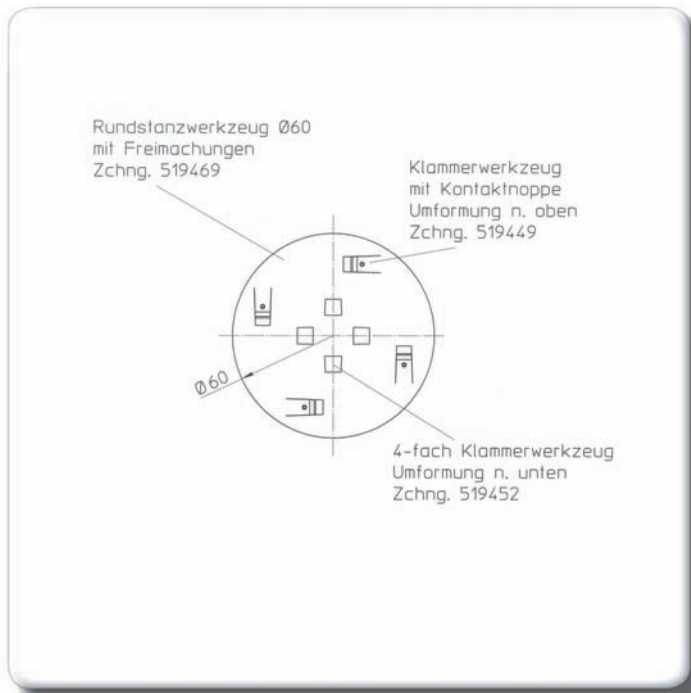 Rundstanzwerkzeug Ø60
mit Freimachungen
Zchng. 519469
Klammerwerkzeug
mit Kontaktnoppe
Umformung n. oben
Zchng. 519449
Ø60
4-fach Klammerwerkzeug
Umformung n. unten
Zchng. 519452